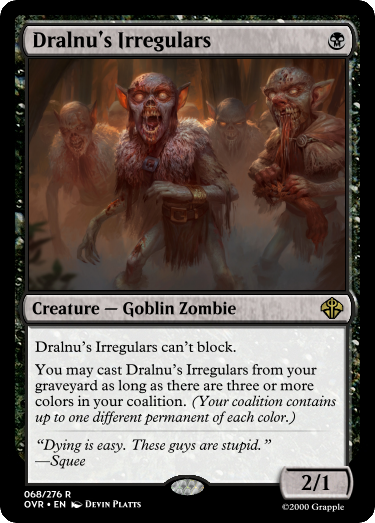 Dralnu's Irregulars
Creature — Goblin Zombie
Dralnu's Irregulars can't block.
You may cast Dralnu's Irregulars from your
graveyard as long as there are three or more
colors in your coalition. (Your coalition contains
up to one different permanent of each color.)
“Dying is easy. These guys are stupid.”
—Squee
2/1
068/276 R
OVR • EN Devin Platts
©2000 Grapple